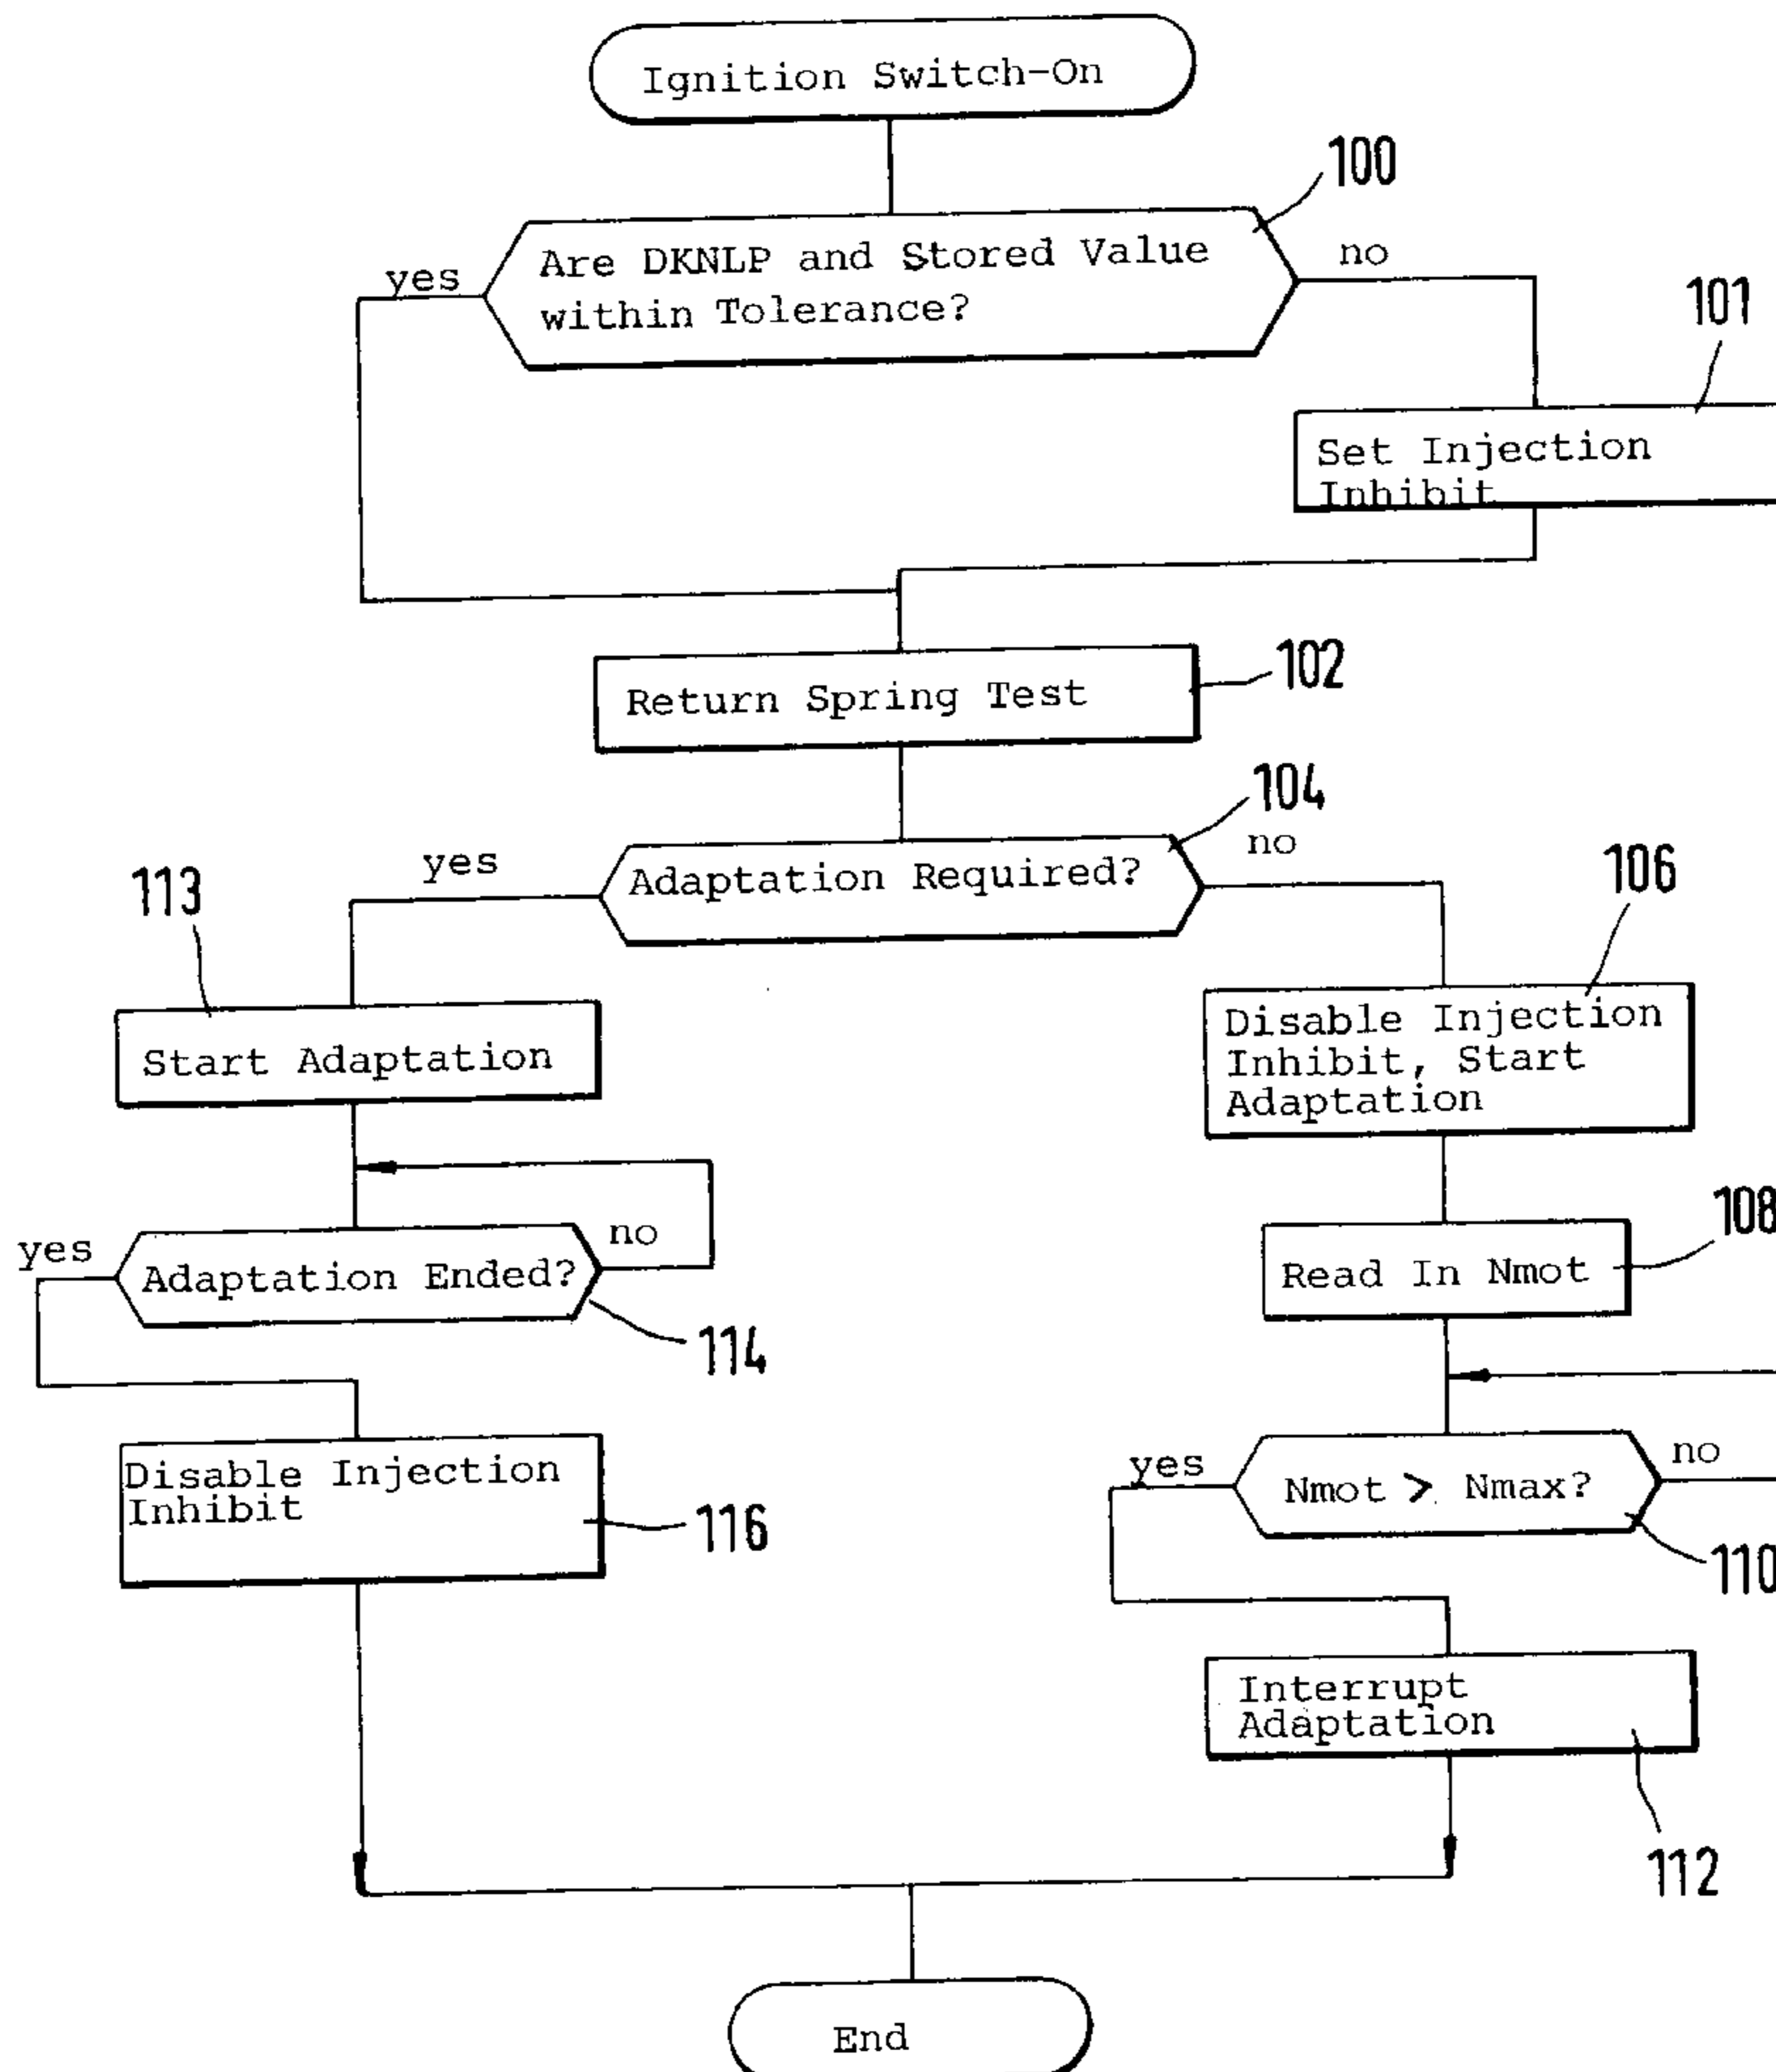 Ignition Switch-On
100
Are DKNLP and Stored Value
within Tolerance?
yes
no
101
Set Injection
Inhibit
Return Spring Test
102
104
Adaptation Required?
yes
no
113
106
Start Adaptation
Disable Injection
Inhibit, Start
Adaptation
yes
Adaptation Ended?
no
114
108
Read In Nmot
Disable Injection
Inhibit
116
yes
Nmot > Nmax?
no
110
Interrupt
Adaptation
112
End